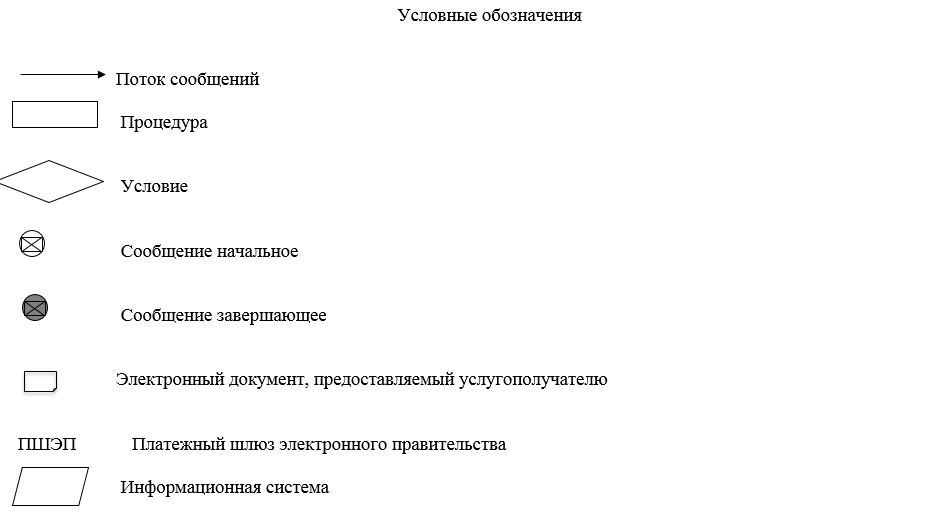 Условные обозначения
Поток сообщений
Процедура
Условие
Сообщение начальное
Сообщение завершающее
Электронный документ, предоставляемый услугополучателю
ПШЭП Платежный шлюз электронного правительства
Информационная система